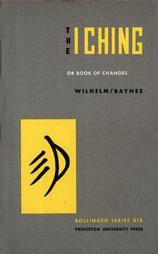 THE I CHING
OR BOOK OF CHANGES
WILHELM/BAYNES
BOLLINGEN SERIES XIX
PRINCETON UNIVERSITY PRESS